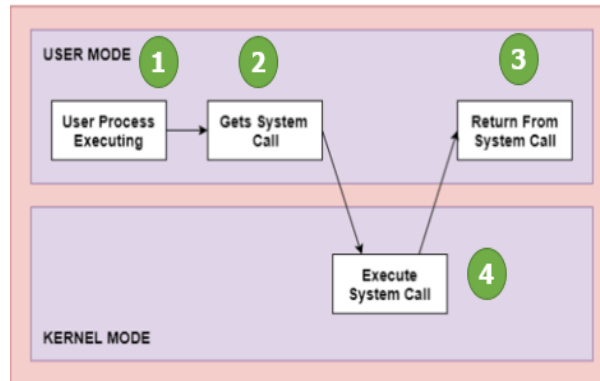 USER MODE
1
2
3
User Process
Executing
Gets System
Call
Return From
System Call
Execute
System Call
4
KERNEL MODE